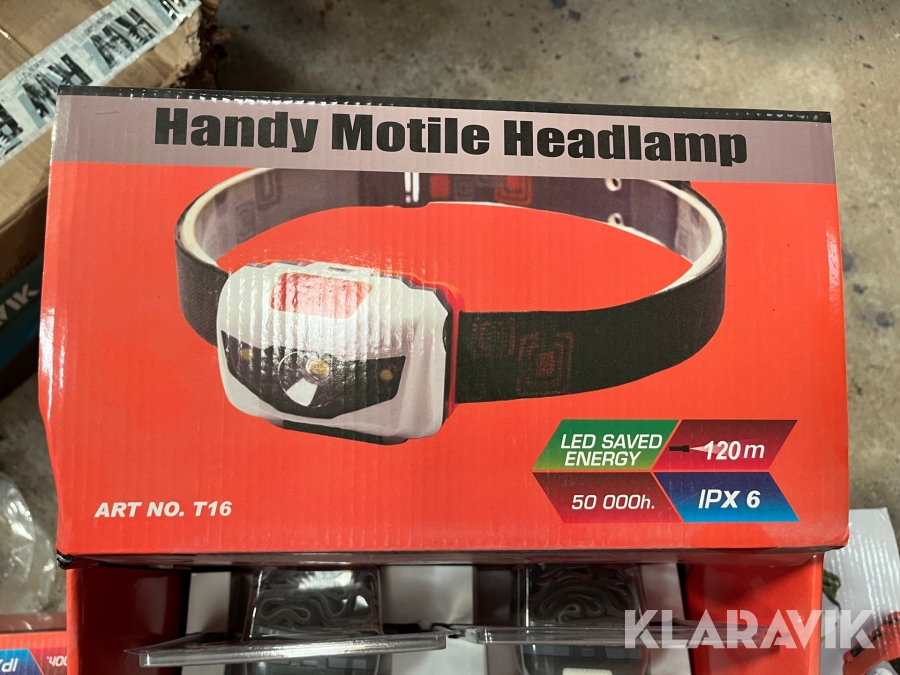 Handy Motile Headlamp
LED SAVED
ENERGY
120m
50 000h.
IPX 6
ART NO. T16
KLARAVIK